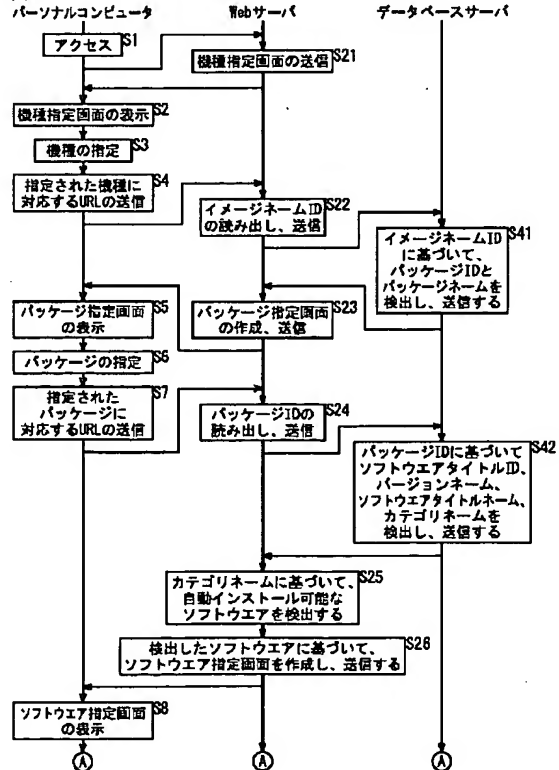 パーソナルコンピュータ
Webサーバ
データベースサーバ
アクセス
S1
機種指定画面の送信
S21
機種指定画面の表示
S2
機種の指定
S3
指定された機種に
対応するURLの送信
S4
イメージネームID
の読み出し、送信
S22
イメージネームID
に基づいて、
パッケージIDと
パッケージネームを
検出し、送信する
S41
パッケージ指定画面
の表示
S5
パッケージ指定画面
の作成、送信
S23
パッケージの指定
S6
指定された
パッケージに
対応するURLの送信
S7
パッケージIDの
読み出し、送信
S24
パッケージIDに基づいて
ソフトウエアタイトルID、
バージョンネーム、
ソフトウエアタイトルネーム、
カテゴリネームを
検出し、送信する
S42
カテゴリネームに基づいて、
自動インストール可能な
ソフトウエアを検出する
S25
検出したソフトウエアに基づいて、
ソフトウエア指定画面を作成し、送信する
S26
ソフトウエア指定画面
の表示
S8
A
A
A